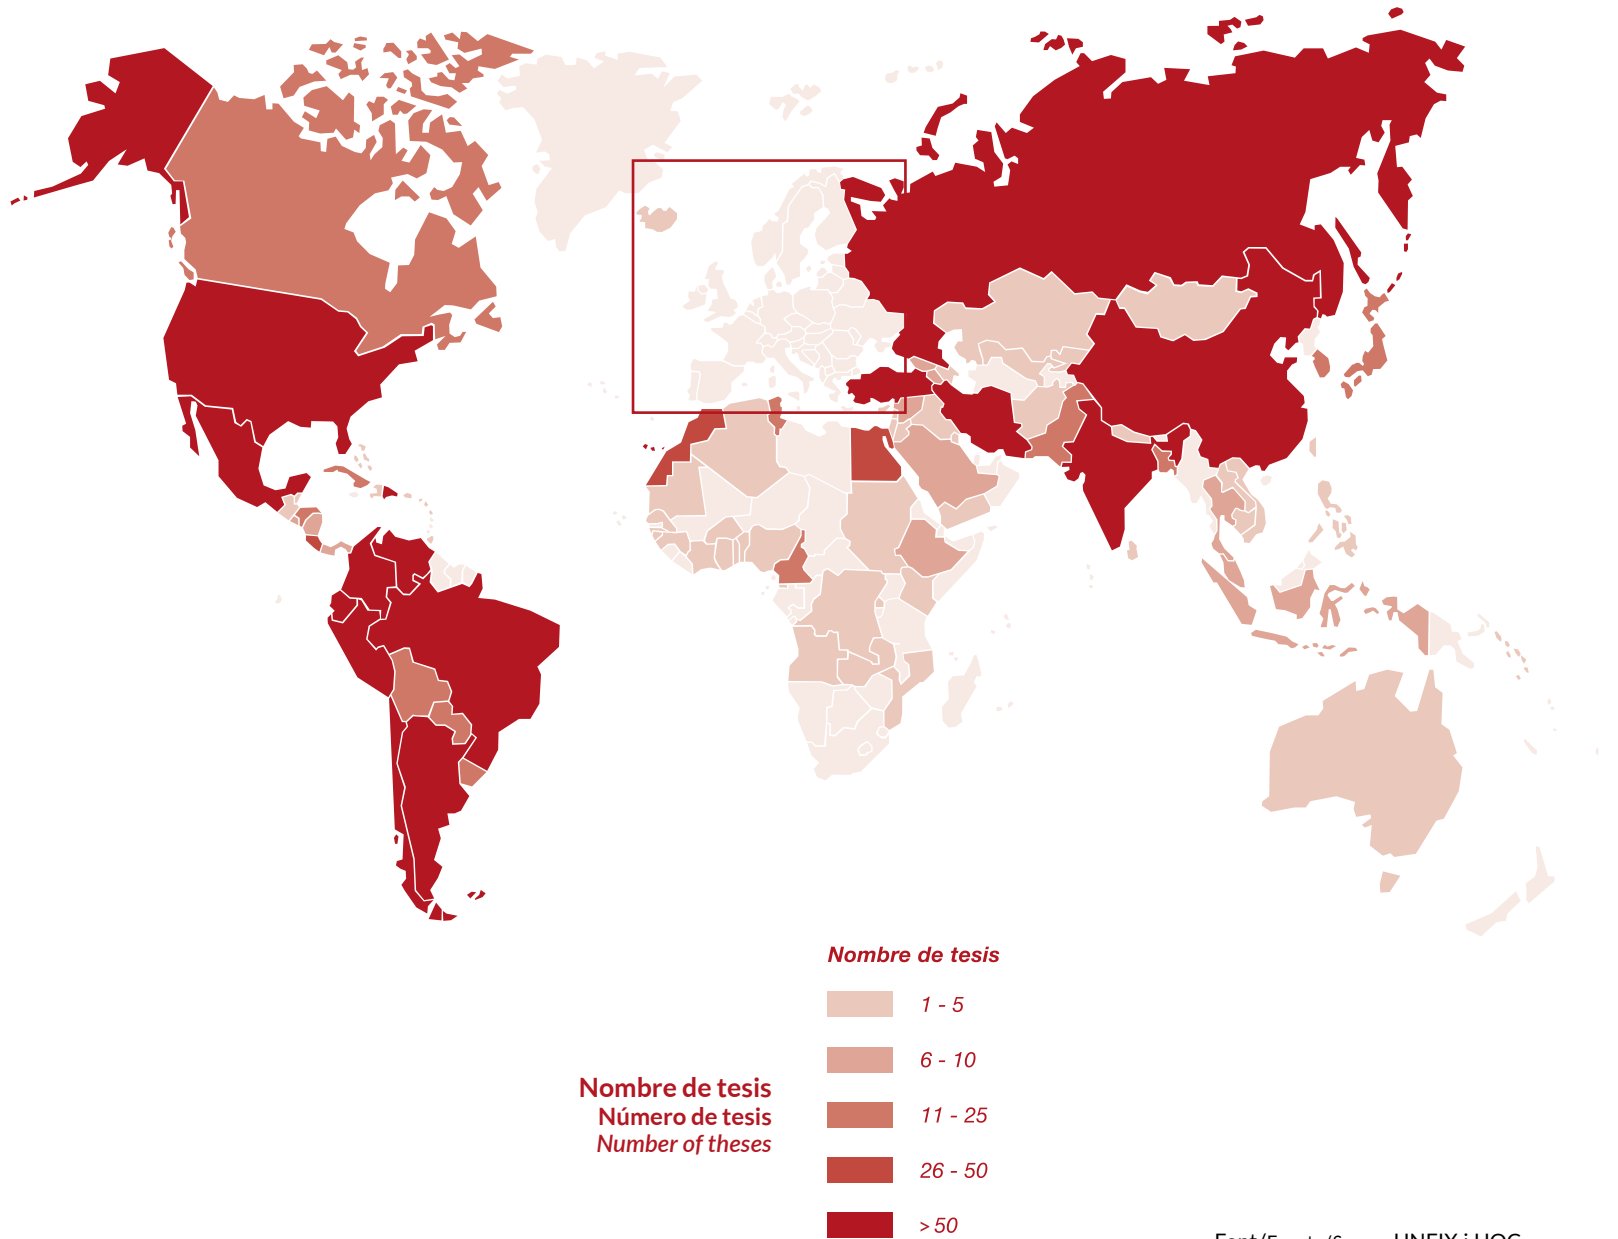 Nombre de tesis
1 - 5
6 - 10
Nombre de tesis
Número de tesis
Number of theses
11 - 25
26 - 50
> 50